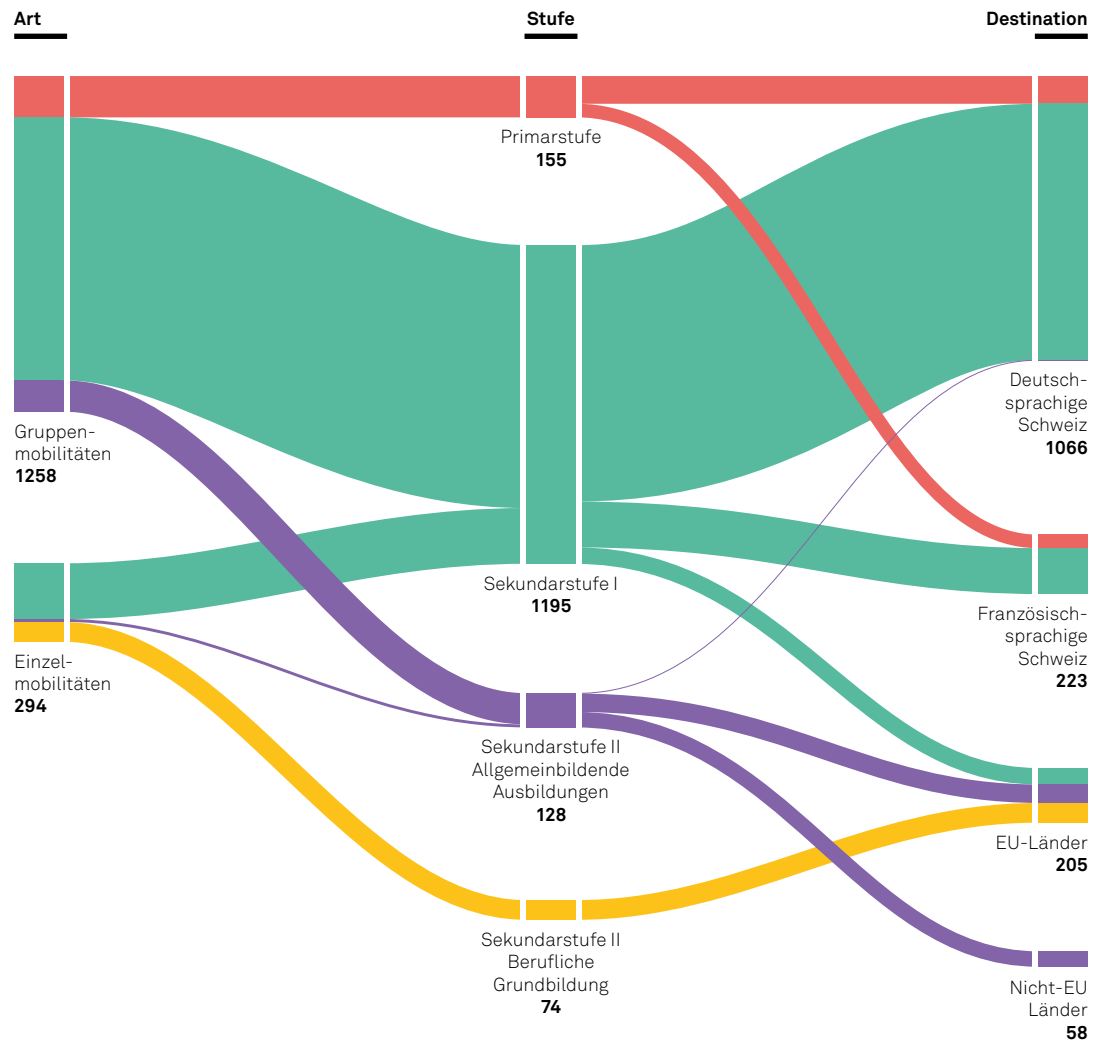 Art
Stufe
Destination
Primarstufe
155
Deutsch-
sprachige
Schweiz
1066
Gruppen-
mobilitäten
1258
Sekundarstufe I
1195
Französisch-
sprachige
Schweiz
223
Einzel-
mobilitäten
294
Sekundarstufe II
Allgemeinbildende
Ausbildungen
128
EU-Länder
205
Sekundarstufe II
Berufliche
Grundbildung
74
Nicht-EU
Länder
58